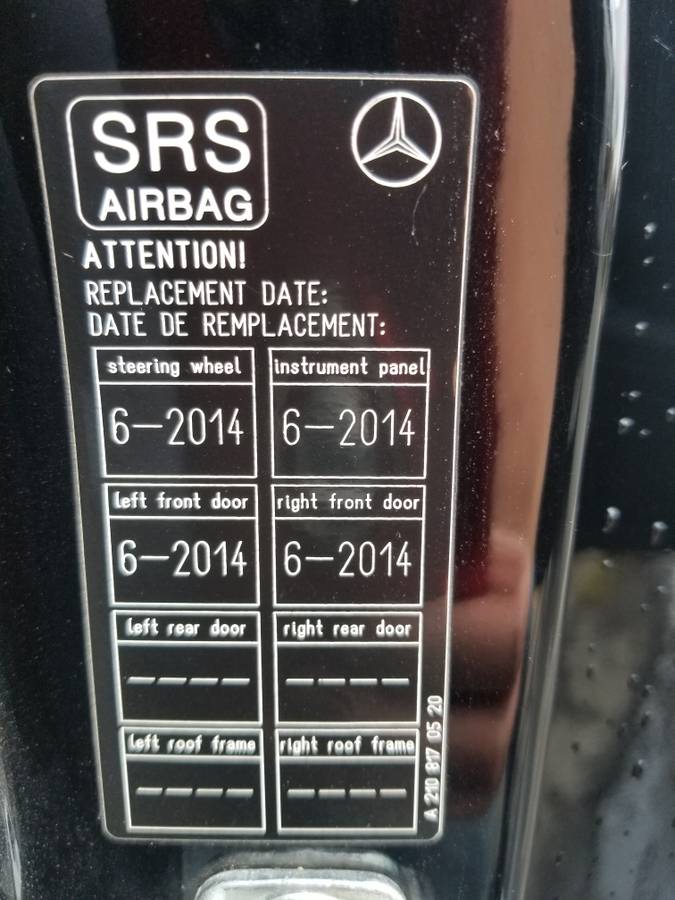 SRS
AIRBAG
ATTENTION!
REPLACEMENT DATE:
DATE DE REMPLACEMENT:
steering wheel instrument panel
6-2014 6-2014
left front door right front door
6-2014 6-2014
left rear door right rear door
---- ----
left roof frame right roof frame
---- ----
A 210 817 05 20